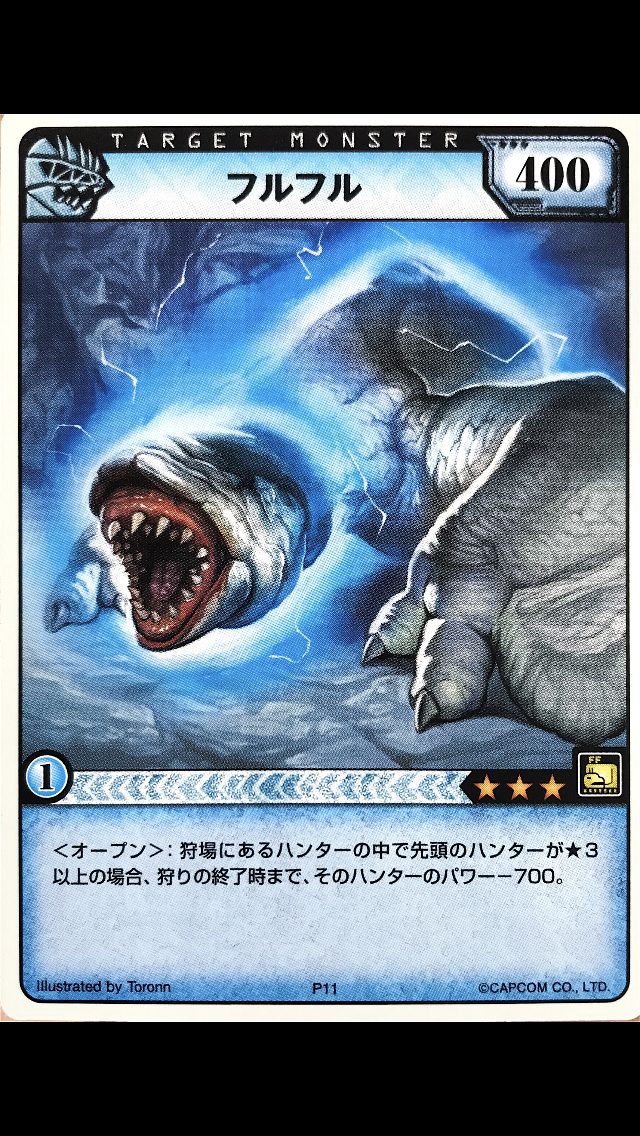 TARGET MONSTER
フルフル
400
1
FF
<オープン>：狩場にあるハンターの中で先頭のハンターが★3
以上の場合、狩りの終了時まで、そのハンターのパワー－700。
Illustrated by Toronn
P11
©CAPCOM CO., LTD.